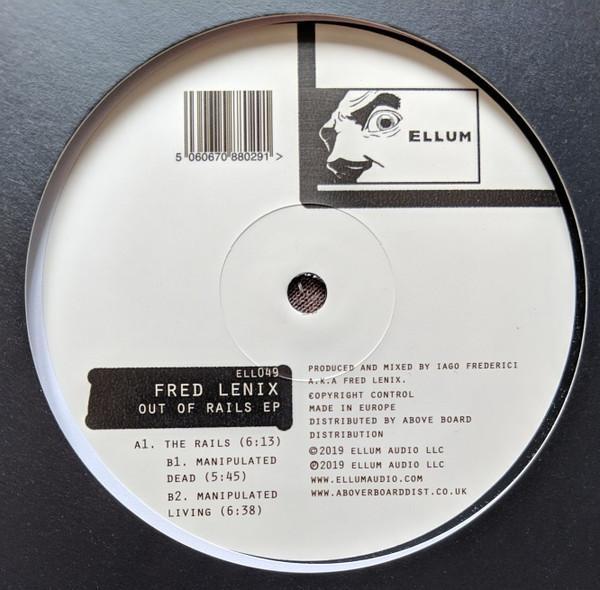 5 060670 880291 >
ELLUM
ELL049
FRED LENIX
OUT OF RAILS EP
A1. THE RAILS (6:13)
B1. MANIPULATED
DEAD (5:45)
B2. MANIPULATED
LIVING (6:38)
PRODUCED AND MIXED BY IAGO FREDERICI
A.K.A FRED LENIX.
©OPYRIGHT CONTROL
MADE IN EUROPE
DISTRIBUTED BY ABOVE BOARD
DISTRIBUTION
©2019 ELLUM AUDIO LLC
℗2019 ELLUM AUDIO LLC
WWW.ELLUMAUDIO.COM
WWW.ABOVERBOARDDIST.CO.UK